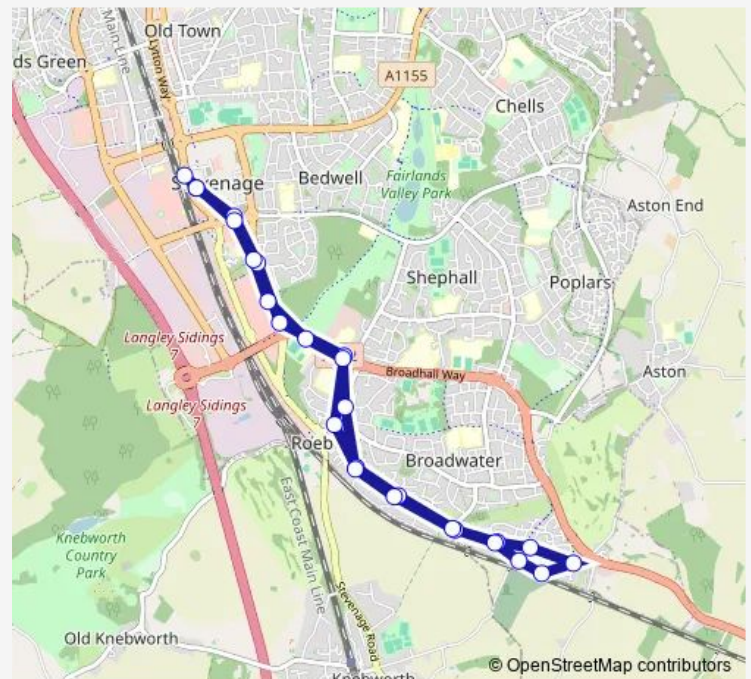 Main Line
Lytton Way
Old Town
ds Green
A1155
Chells
Stevenage
Bedwell
Fairlands
Valley Park
Aston End
Shephall
Poplars
Langley Sidings
7
Broadhall Way
Aston
Langley Sidings
7
Roeb
Broadwater
East Coast Main Line
Knebworth
Country
Park
Stevenage Road
Old Knebworth
Knebworth
© OpenStreetMap contributors